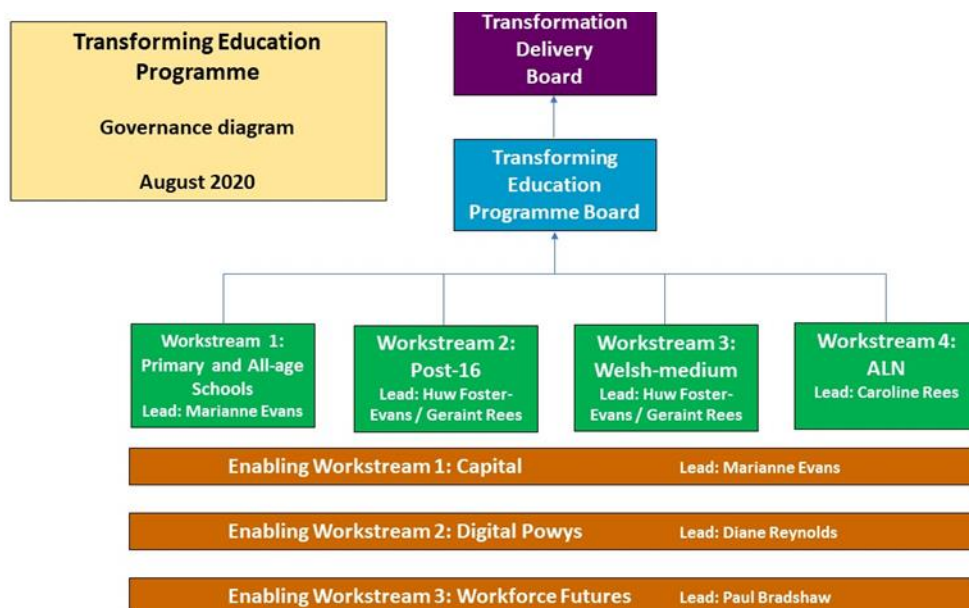 Transforming Education
Programme
Governance diagram
August 2020
Transformation
Delivery
Board
Transforming
Education
Programme Board
Workstream 1:
Primary and All-age
Schools
Lead: Marianne Evans
Workstream 2:
Post-16
Lead: Huw Foster-
Evans / Geraint Rees
Workstream 3:
Welsh-medium
Lead: Huw Foster-
Evans / Geraint Rees
Workstream 4:
ALN
Lead: Caroline Rees
Enabling Workstream 1: Capital Lead: Marianne Evans
Enabling Workstream 2: Digital Powys Lead: Diane Reynolds
Enabling Workstream 3: Workforce Futures Lead: Paul Bradshaw